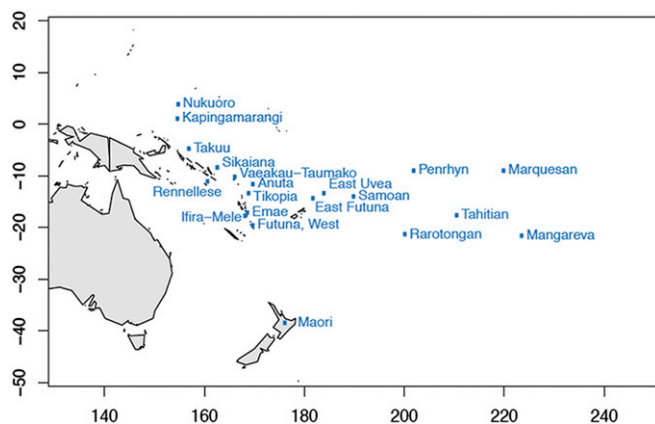 20
10
0
−10
−20
−30
−40
−50
Nukuoro
Kapingamarangi
Takuu
Sikaiana
Vaeakau−Taumako
Rennellese
Anuta
Tikopia
East Uvea
Samoan
East Futuna
Ifira−Mele
Emae
Futuna, West
Penrhyn
Marquesan
Tahitian
Rarotongan
Mangareva
Maori
140
160
180
200
220
240